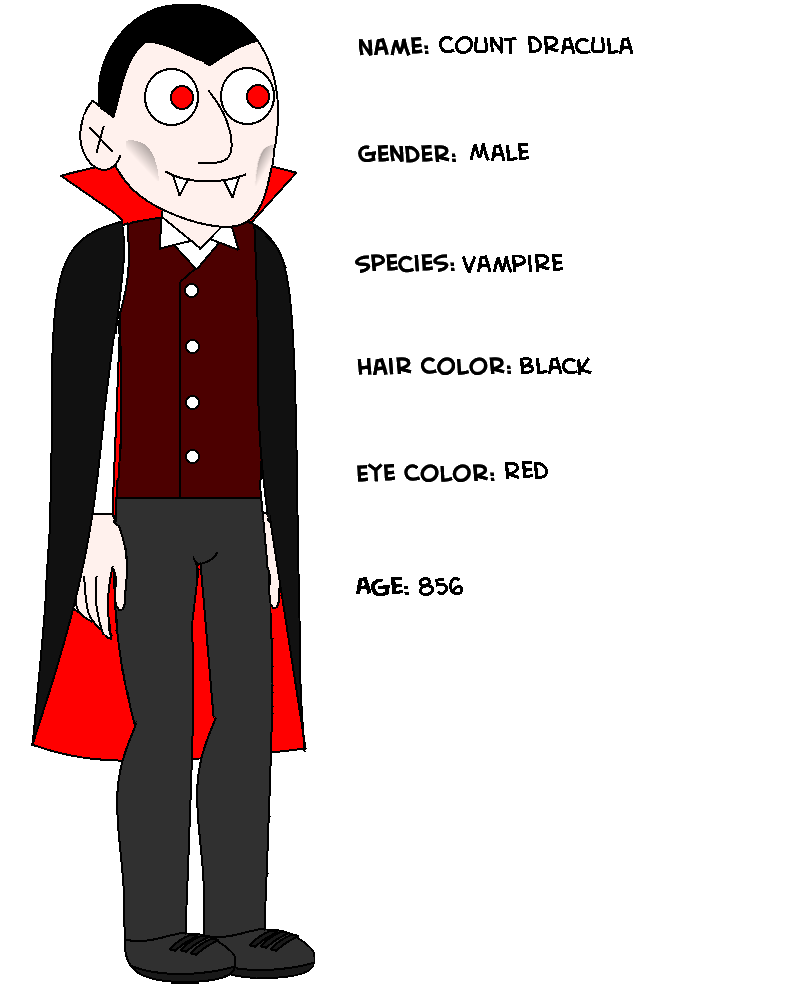 NAME: COUNT DRACULA
GENDER: MALE
SPECIES: VAMPIRE
HAIR COLOR: BLACK
EYE COLOR: RED
AGE: 856